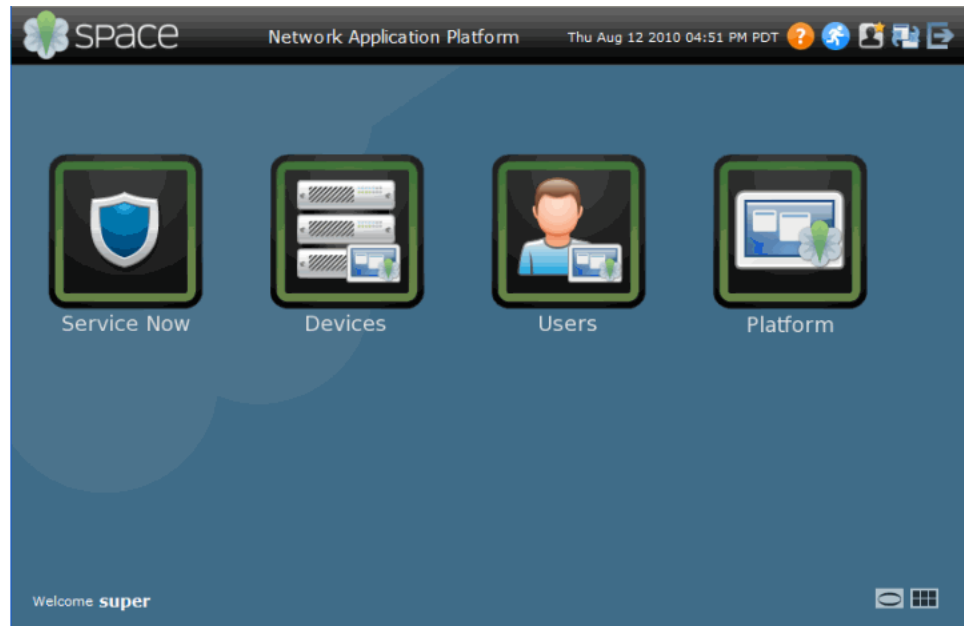 space
Network Application Platform
Thu Aug 12 2010 04:51 PM PDT
?
Service Now
Devices
Users
Platform
Welcome super